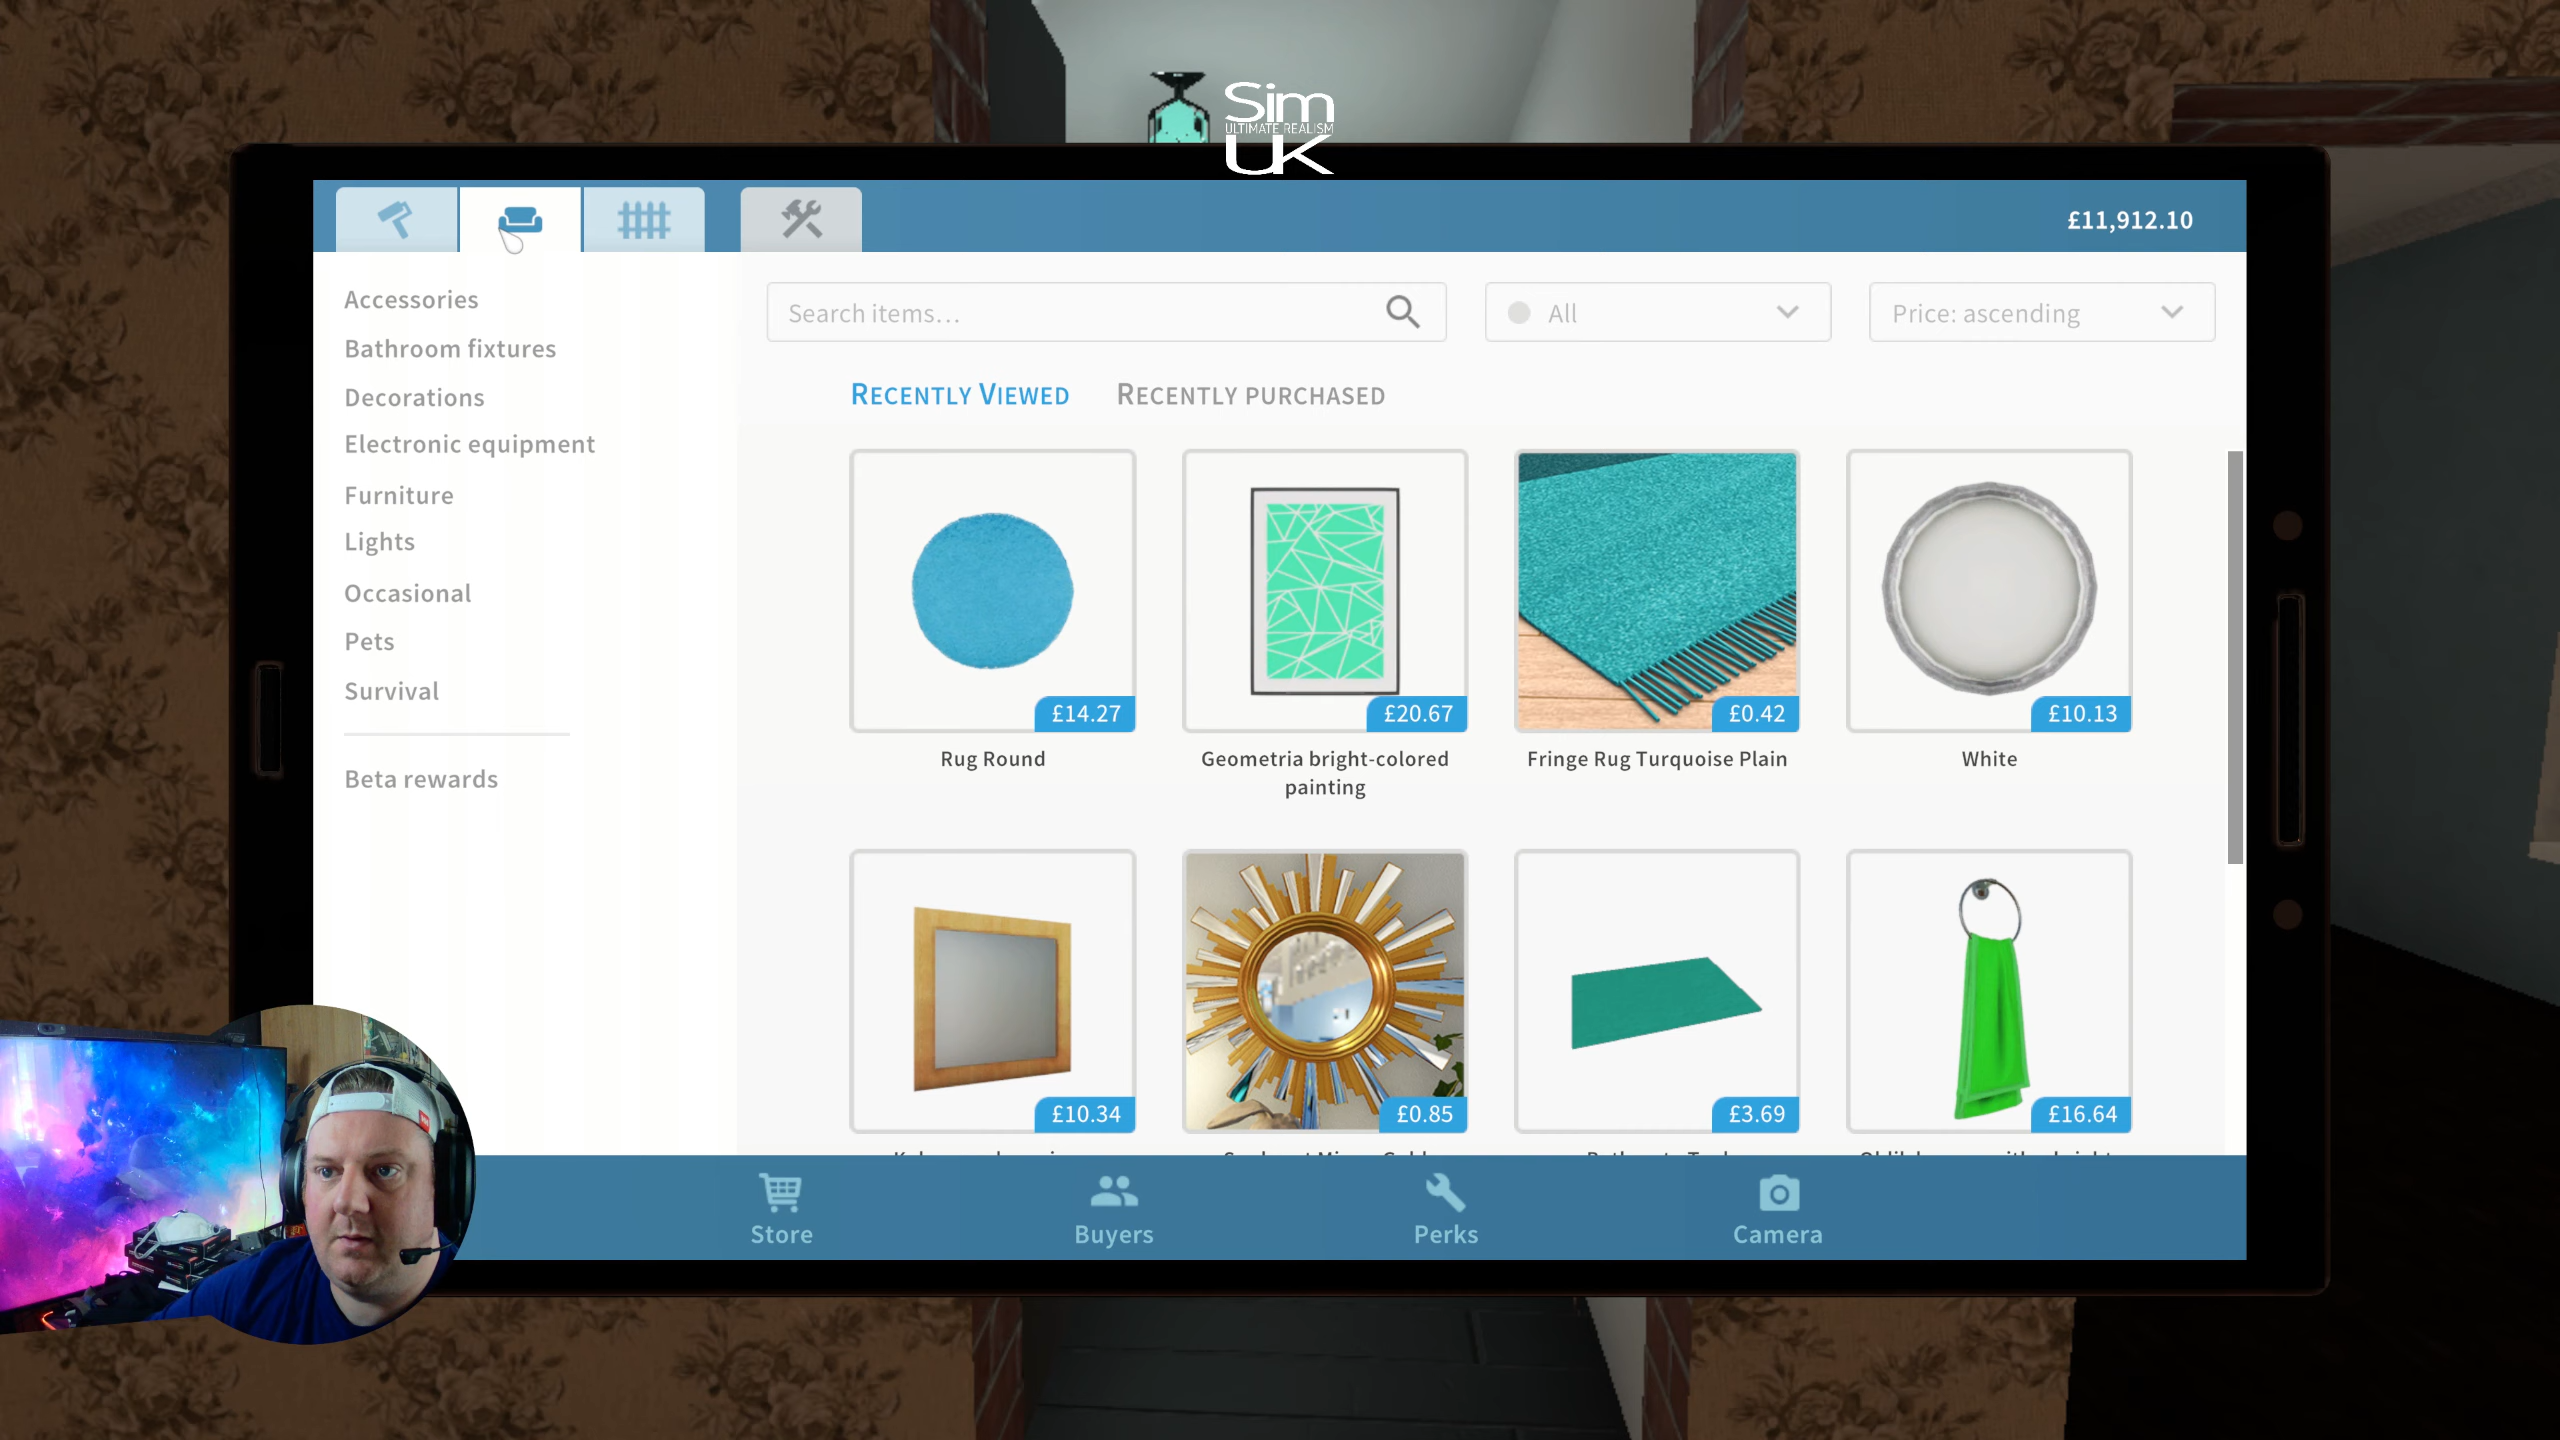 Sim
ULTIMATE REALISM
UK
£11,912.10
Accessories
Bathroom fixtures
Decorations
Electronic equipment
Furniture
Lights
Occasional
Pets
Survival
Beta rewards
Search items...
All
Price: ascending
RECENTLY VIEWED
RECENTLY PURCHASED
£14.27
£20.67
£0.42
£10.13
Rug Round
Geometria bright-colored
painting
Fringe Rug Turquoise Plain
White
£10.34
£0.85
£3.69
£16.64
Store
Buyers
Perks
Camera